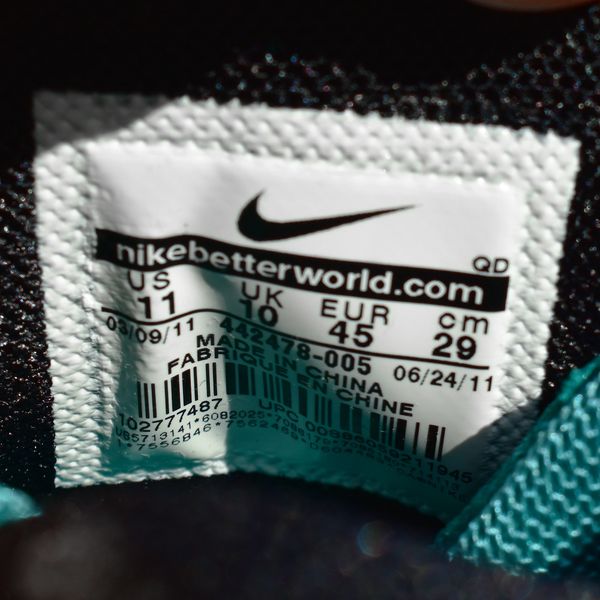 nikebetterworld.com QD
US UK EUR cm
11 10 45 29
03/09/11 442478-005 06/24/11
MADE IN CHINA
FABRIQUE EN CHINE
102777487 UPC